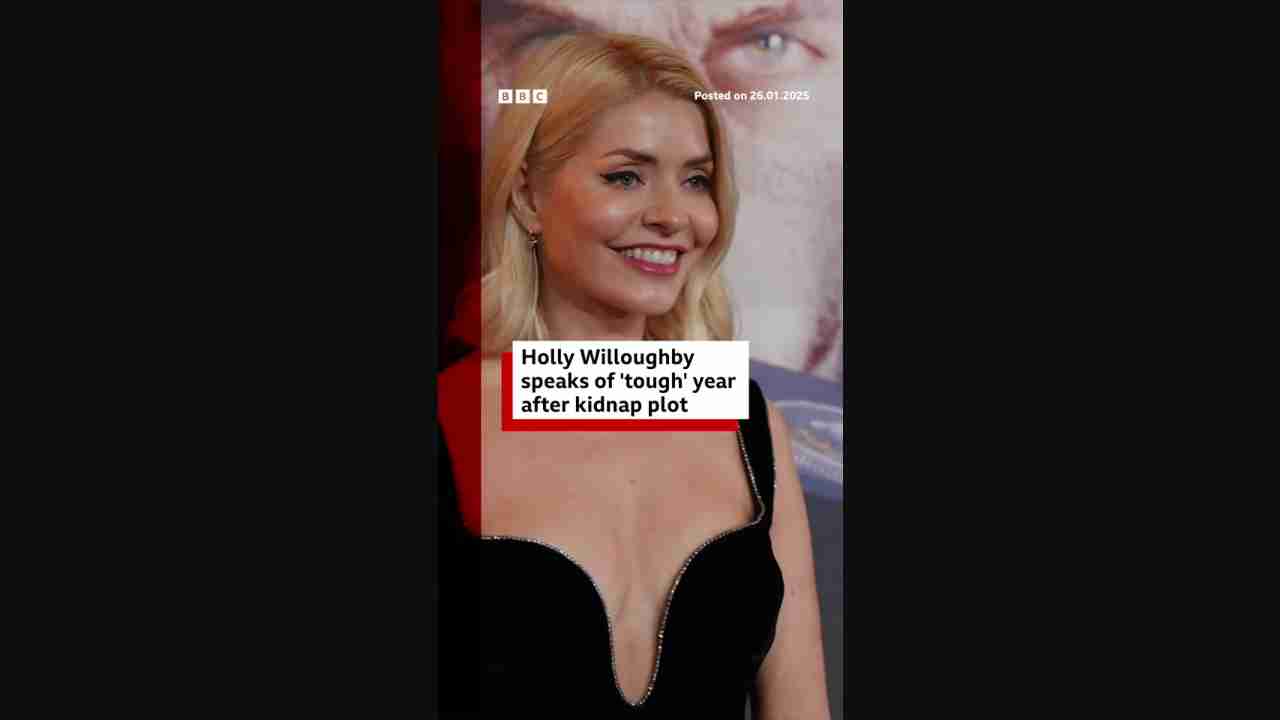 BBC
Posted on 26.01.2025
Holly Willoughby
speaks of 'tough' year
after kidnap plot